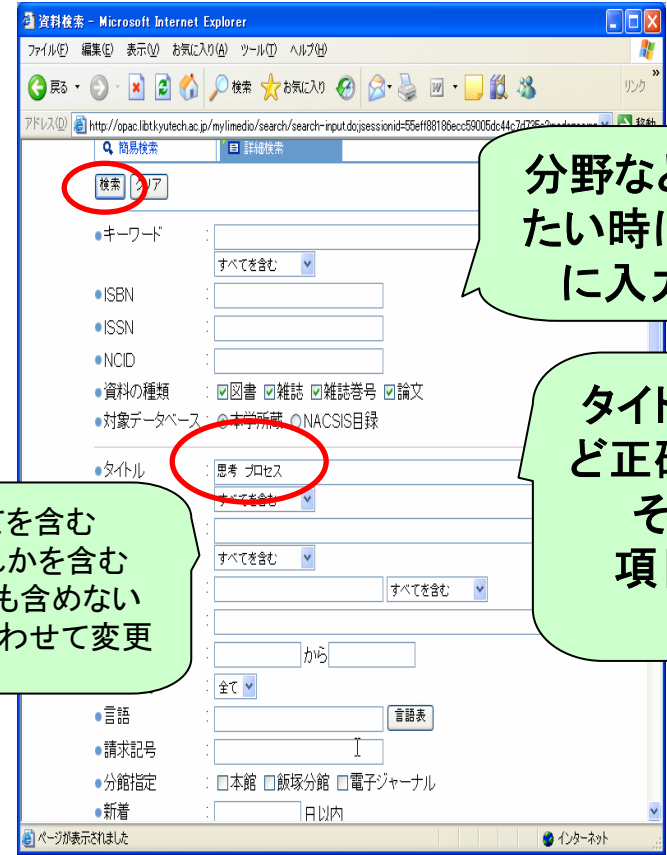 資料検索 - Microsoft Internet Explorer
ファイル(F) 編集(E) 表示(V) お気に入り(A) ツール(T) ヘルプ(H)
戻る 検索 お気に入り リンク »
アドレス(D) http://opac.libt.kyutech.ac.jp/mylimedio/search/search-input.do;jsessionid= 移動
簡易検索 詳細検索
検索 クリア
分野な
たい時
に入
●キーワード :
すべてを含む
●ISBN :
●ISSN :
●NCID :
●資料の種類 : 図書 雑誌 雑誌巻号 論文
●対象データベース : 本学所蔵 NACSIS目録
タイ
ど正
そ
項
●タイトル : 思考 プロセス
すべてを含む
:
すべてを含む
: すべてを含む
:
: から
: 全て
てを含む
しかを含む
も含めない
わせて変更
●言語 : 言語表
●請求記号 :
●分館指定 : 本館 飯塚分館 電子ジャーナル
●新着 : 日以内
ページが表示されました インターネット